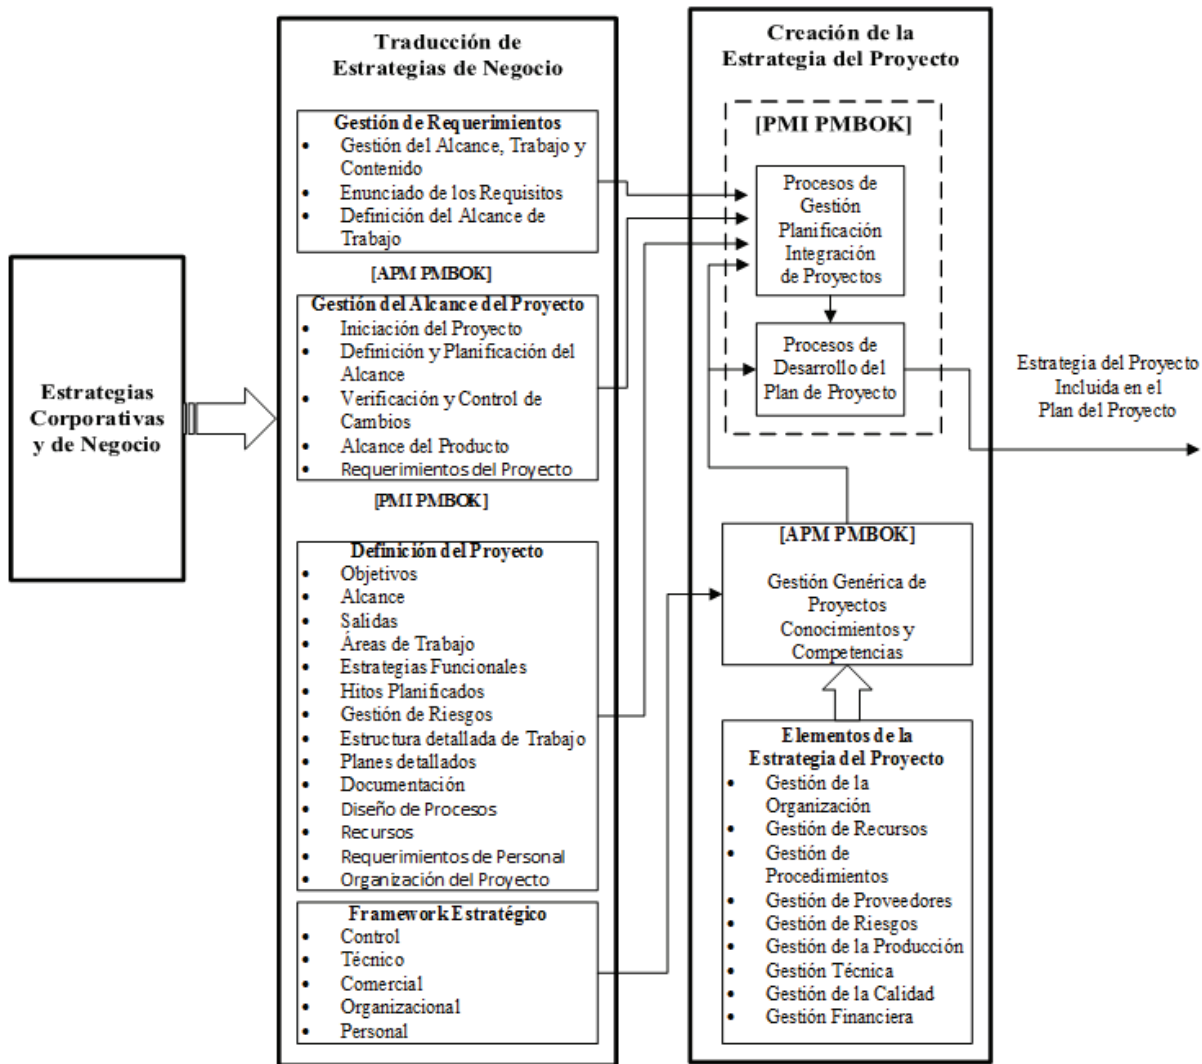 Estrategias
Corporativas
y de Negocio
Traducción de
Estrategias de Negocio
Gestión de Requerimientos
• Gestión del Alcance, Trabajo y
Contenido
• Enunciado de los Requisitos
• Definición del Alcance de
Trabajo
[APM PMBOK]
Gestión del Alcance del Proyecto
• Iniciación del Proyecto
• Definición y Planificación del
Alcance
• Verificación y Control de
Cambios
• Alcance del Producto
• Requerimientos del Proyecto
[PMI PMBOK]
Definición del Proyecto
• Objetivos
• Alcance
• Salidas
• Áreas de Trabajo
• Estrategias Funcionales
• Hitos Planificados
• Gestión de Riesgos
• Estructura detallada de Trabajo
• Planes detallados
• Documentación
• Diseño de Procesos
• Recursos
• Requerimientos de Personal
• Organización del Proyecto
Framework Estratégico
• Control
• Técnico
• Comercial
• Organizacional
• Personal
Creación de la
Estrategia del Proyecto
[PMI PMBOK]
Procesos de
Gestión
Planificación
Integración
de Proyectos
Procesos de
Desarrollo del
Plan de Proyecto
[APM PMBOK]
Gestión Genérica de
Proyectos
Conocimientos y
Competencias
Elementos de la
Estrategia del Proyecto
• Gestión de la
Organización
• Gestión de Recursos
• Gestión de
Procedimientos
• Gestión de Proveedores
• Gestión de Riesgos
• Gestión de la Producción
• Gestión Técnica
• Gestión de la Calidad
• Gestión Financiera
Estrategia del Proyecto
Incluida en el
Plan del Proyecto